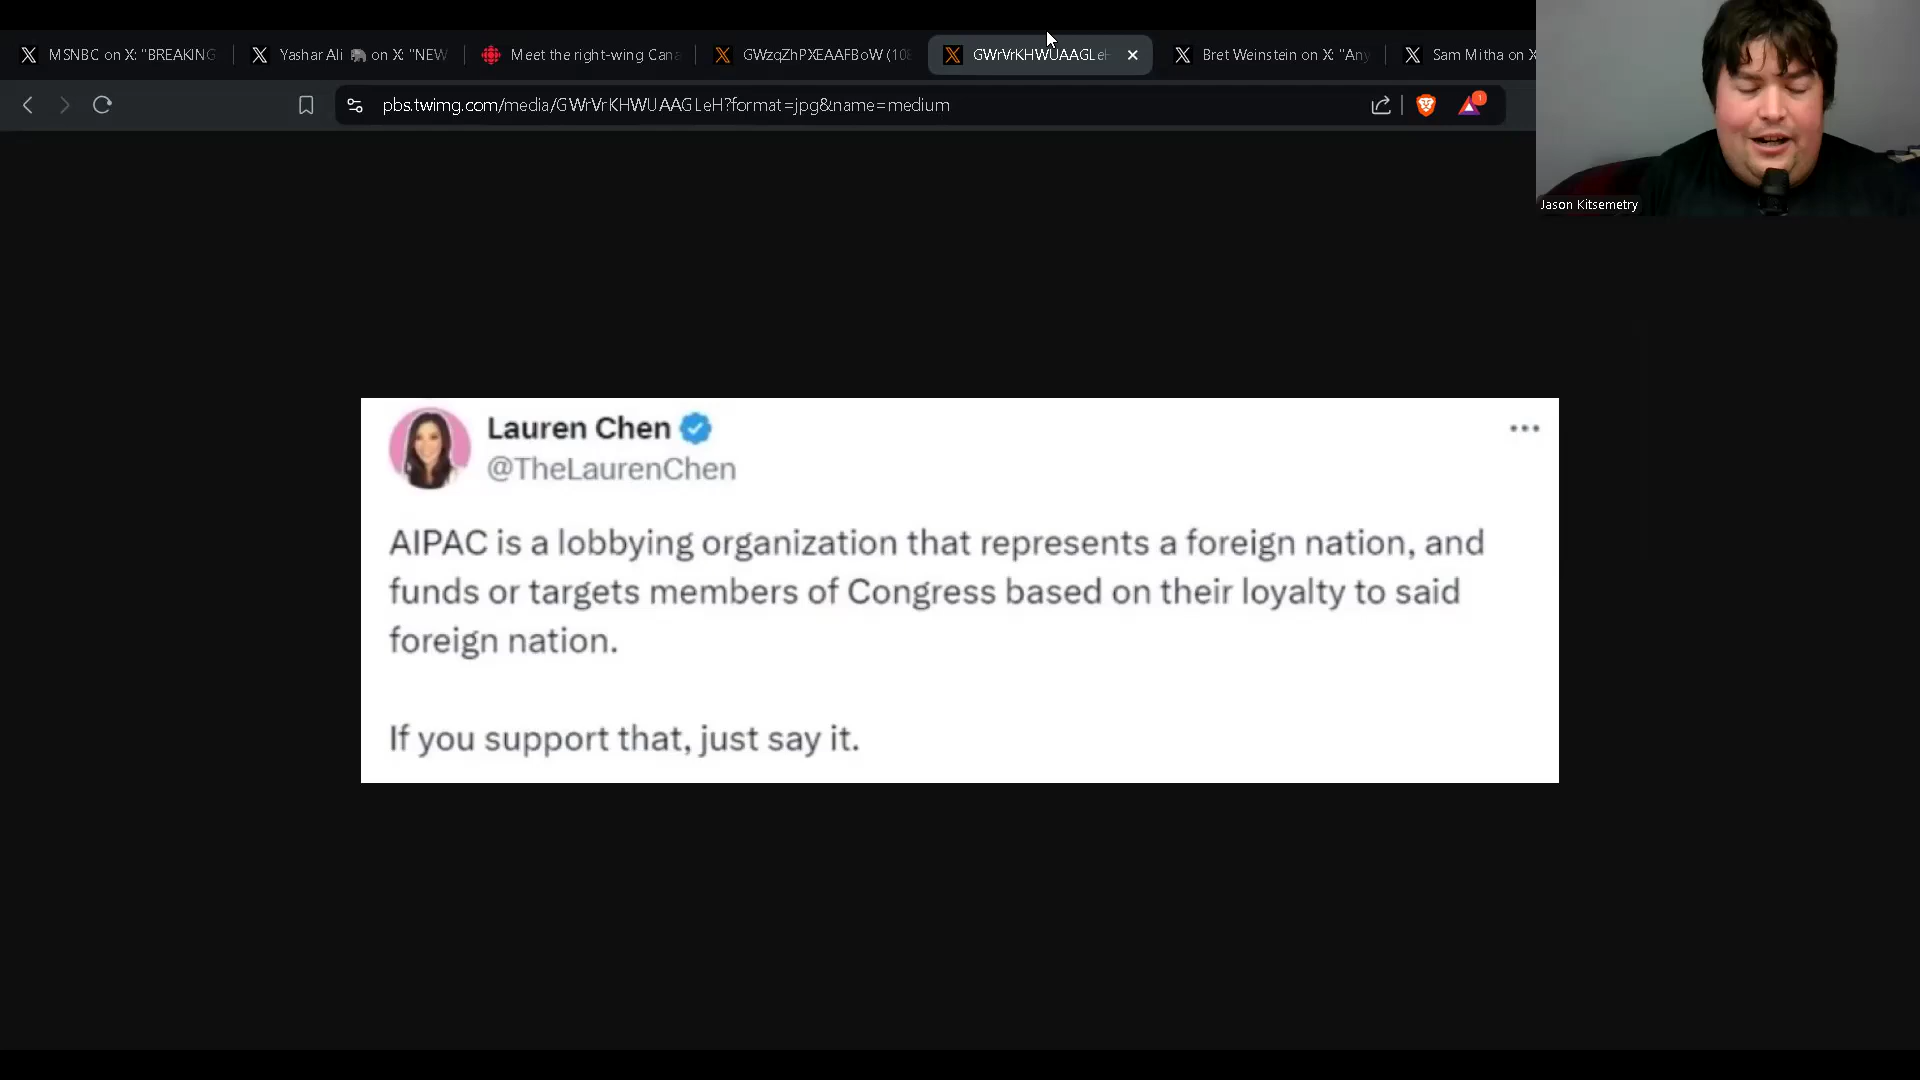 MSNBC on X: "BREAKING
Yashar Ali 🐘 on X: "NEW
Meet the right-wing Cana
GWzqZhPXEAAFBoW (108
GWrVrKHWUAAGLeH
Bret Weinstein on X: "Any
Sam Mitha on X
pbs.twimg.com/media/GWrVrKHWUAAGLeH?format=jpg&name=medium
1
Jason Kitsemetry
Lauren Chen
@TheLaurenChen
AIPAC is a lobbying organization that represents a foreign nation, and
funds or targets members of Congress based on their loyalty to said
foreign nation.
If you support that, just say it.